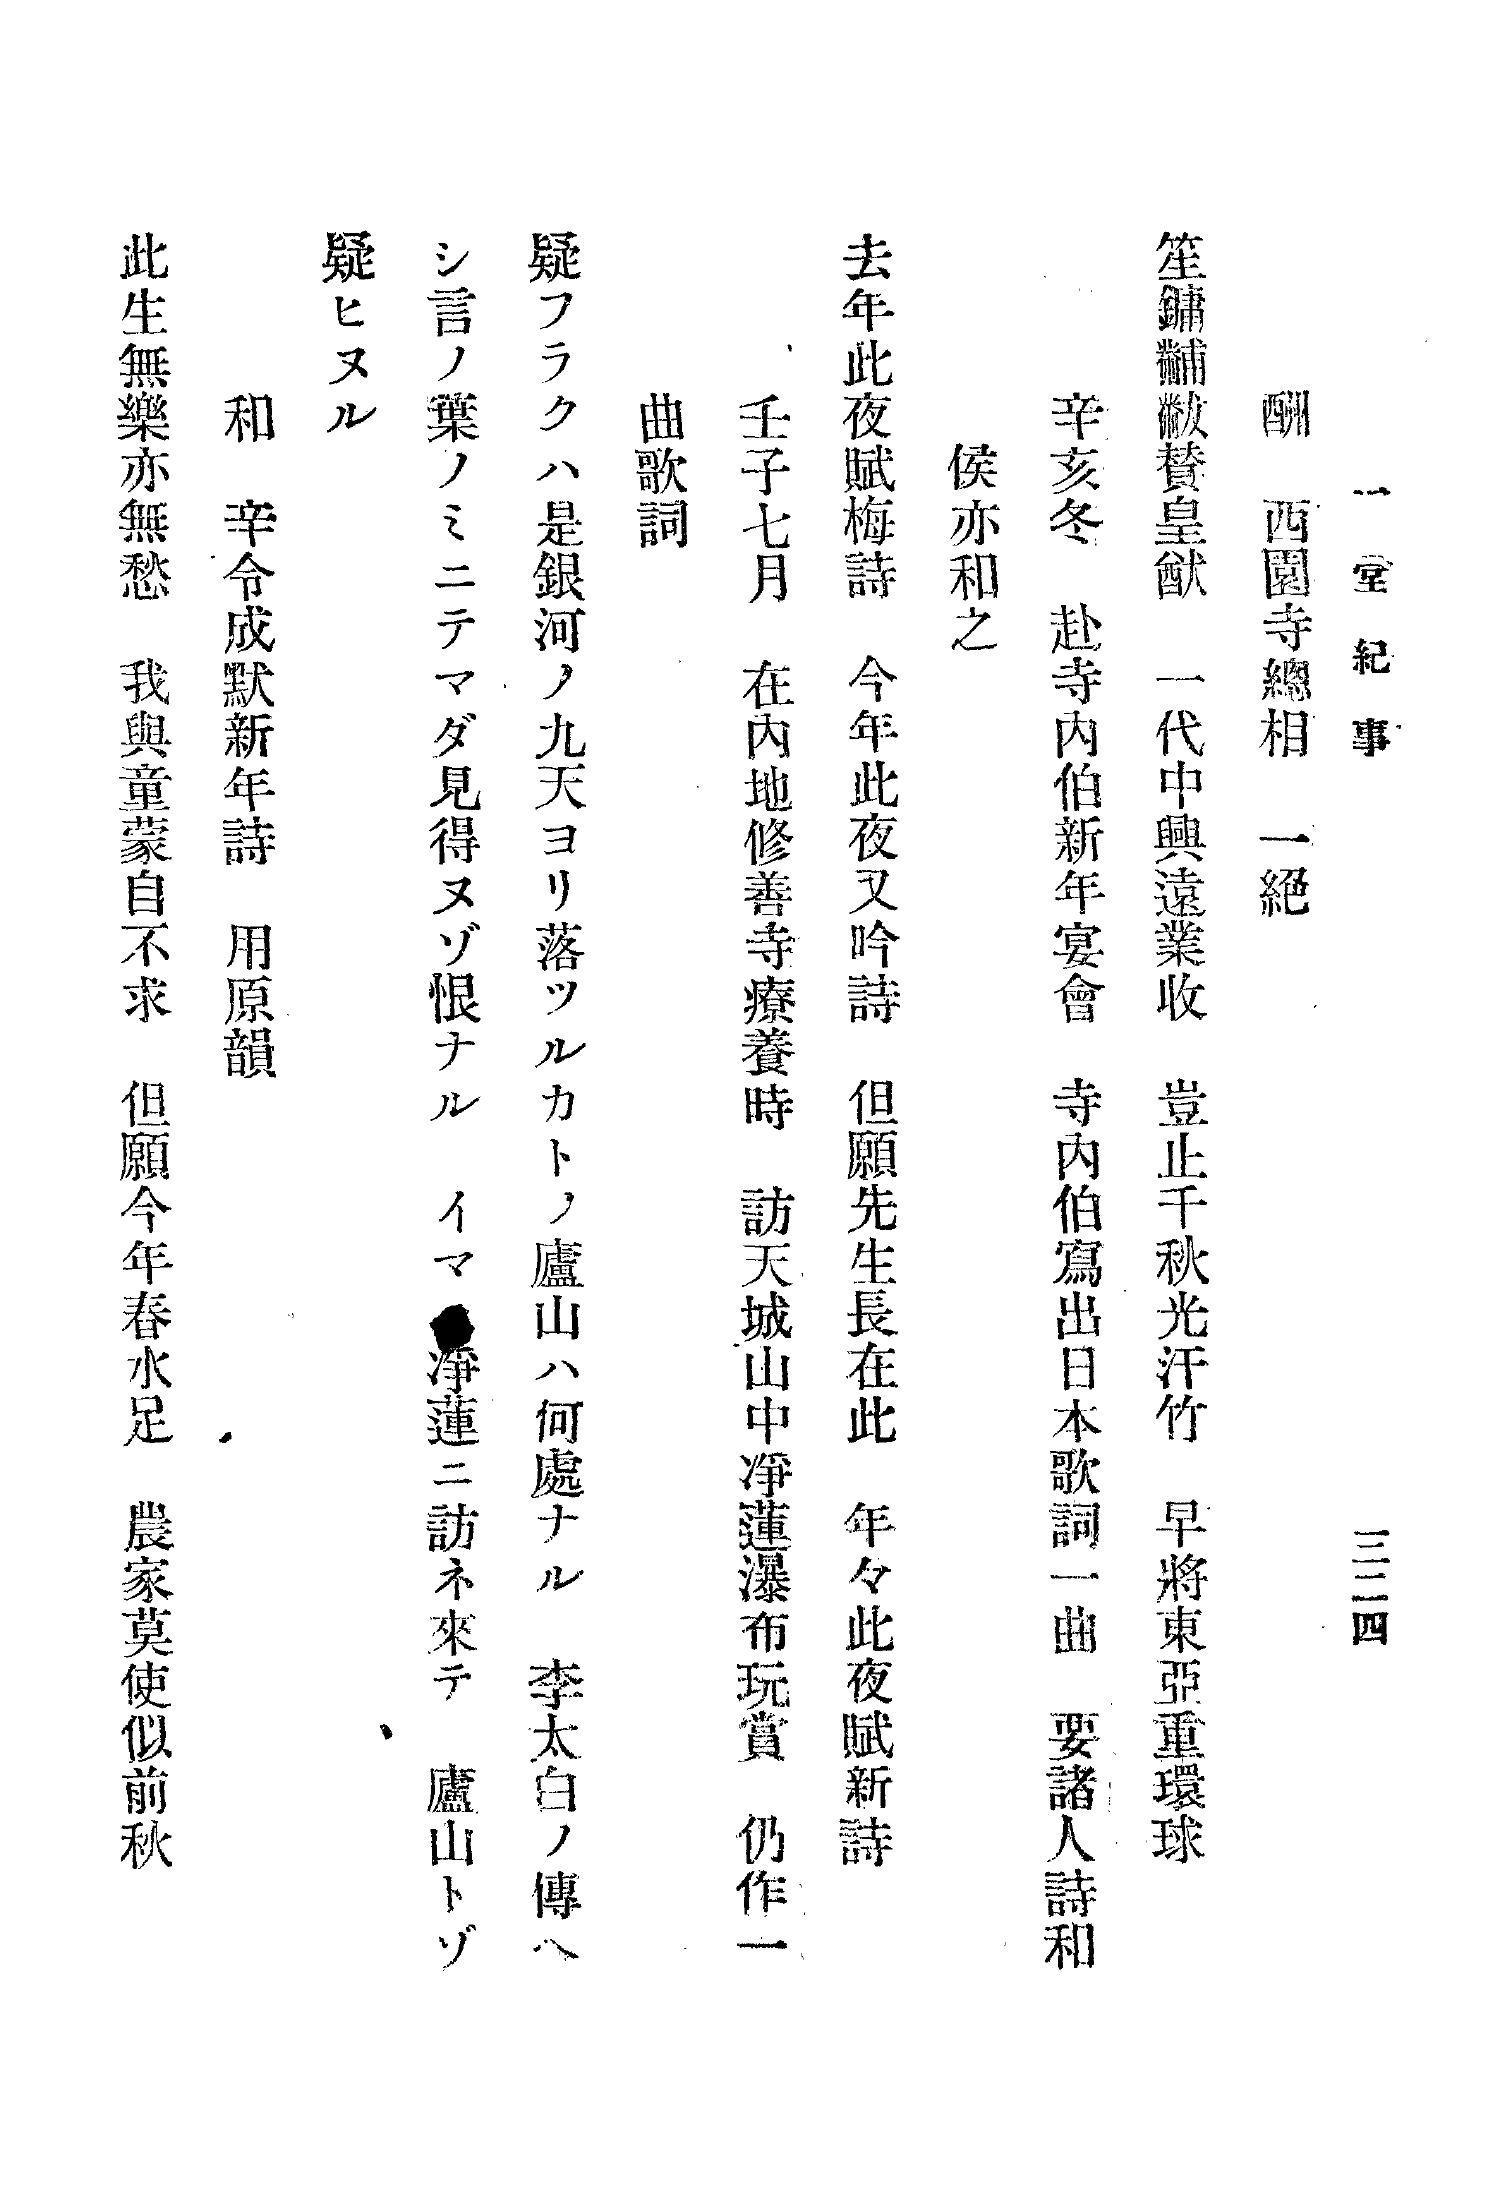 一堂紀事　三二四
酬　西園寺總相　一絕
笙鏞黼黻賛皇猷　一代中興遠業收　豈止千秋光汗竹　早將東亞重環球
辛亥冬　赴寺内伯新年宴會　寺内伯寫出日本歌詞一曲　要諸人詩和
侯亦和之
去年此夜賦梅詩　今年此夜又吟詩　但願先生長在此　年々此夜賦新詩
壬子七月　在内地修善寺療養時　訪天城山中淨蓮瀑布玩賞　仍作一
曲歌詞
疑フラクハ是銀河ノ九天ヨリ落ツルカトノ廬山ハ何處ナル　李太白ノ傳ヘ
シ言ノ葉ノミニテマダ見得ヌゾ恨ナル　イマ淨蓮ニ訪ネ來テ　廬山トゾ
疑ヒヌル
和　辛令成默新年詩　用原韻
此生無樂亦無愁　我與童蒙自不求　但願今年春水足　農家莫使似前秋